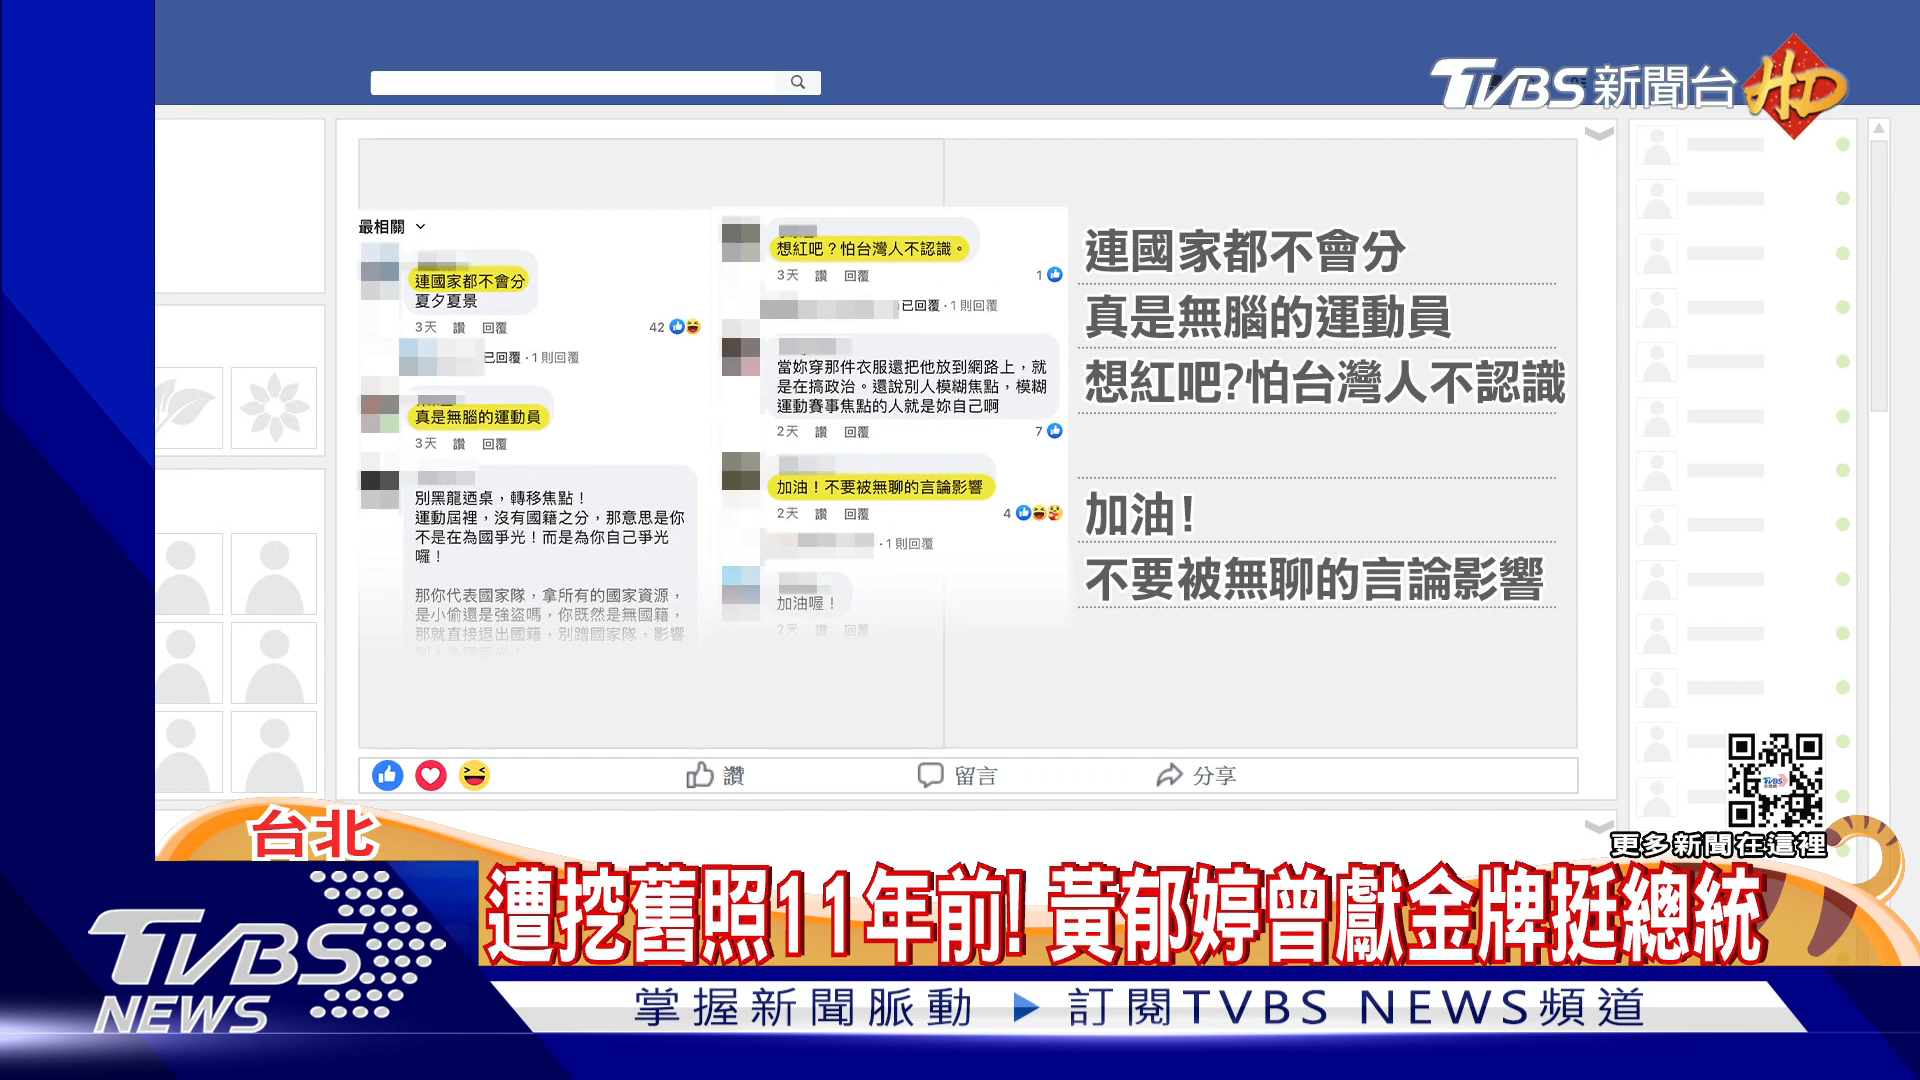 TVBS新聞台HD
最相關
連國家都不會分
夏夕夏景
3天 讚 回覆 42
已回覆·1則回覆
真是無腦的運動員
3天 讚 回覆
別黑龍迺桌，轉移焦點！
運動屆裡，沒有國籍之分，那意思是你
不是在為國爭光！而是為你自己爭光
囉！
那你代表國家隊，拿所有的國家資源，
是小偷還是強盜嗎，你既然是無國籍，
那就直接退出國籍，別蹭國家隊，影響
想紅吧？怕台灣人不認識。
3天 讚 回覆 1
已回覆·1則回覆
當妳穿那件衣服還把他放到網路上，就
是在搞政治。還說別人模糊焦點，模糊
運動賽事焦點的人就是妳自己啊
2天 讚 回覆 7
加油！不要被無聊的言論影響
2天 讚 回覆 4
·1則回覆
加油喔！
2天 讚 回覆
連國家都不會分
真是無腦的運動員
想紅吧?怕台灣人不認識
加油!
不要被無聊的言論影響
讚 留言 分享
更多新聞在這裡
台北
遭挖舊照11年前! 黃郁婷曾獻金牌挺總統
TVBS
NEWS
掌握新聞脈動 ▶ 訂閱TVBS NEWS頻道